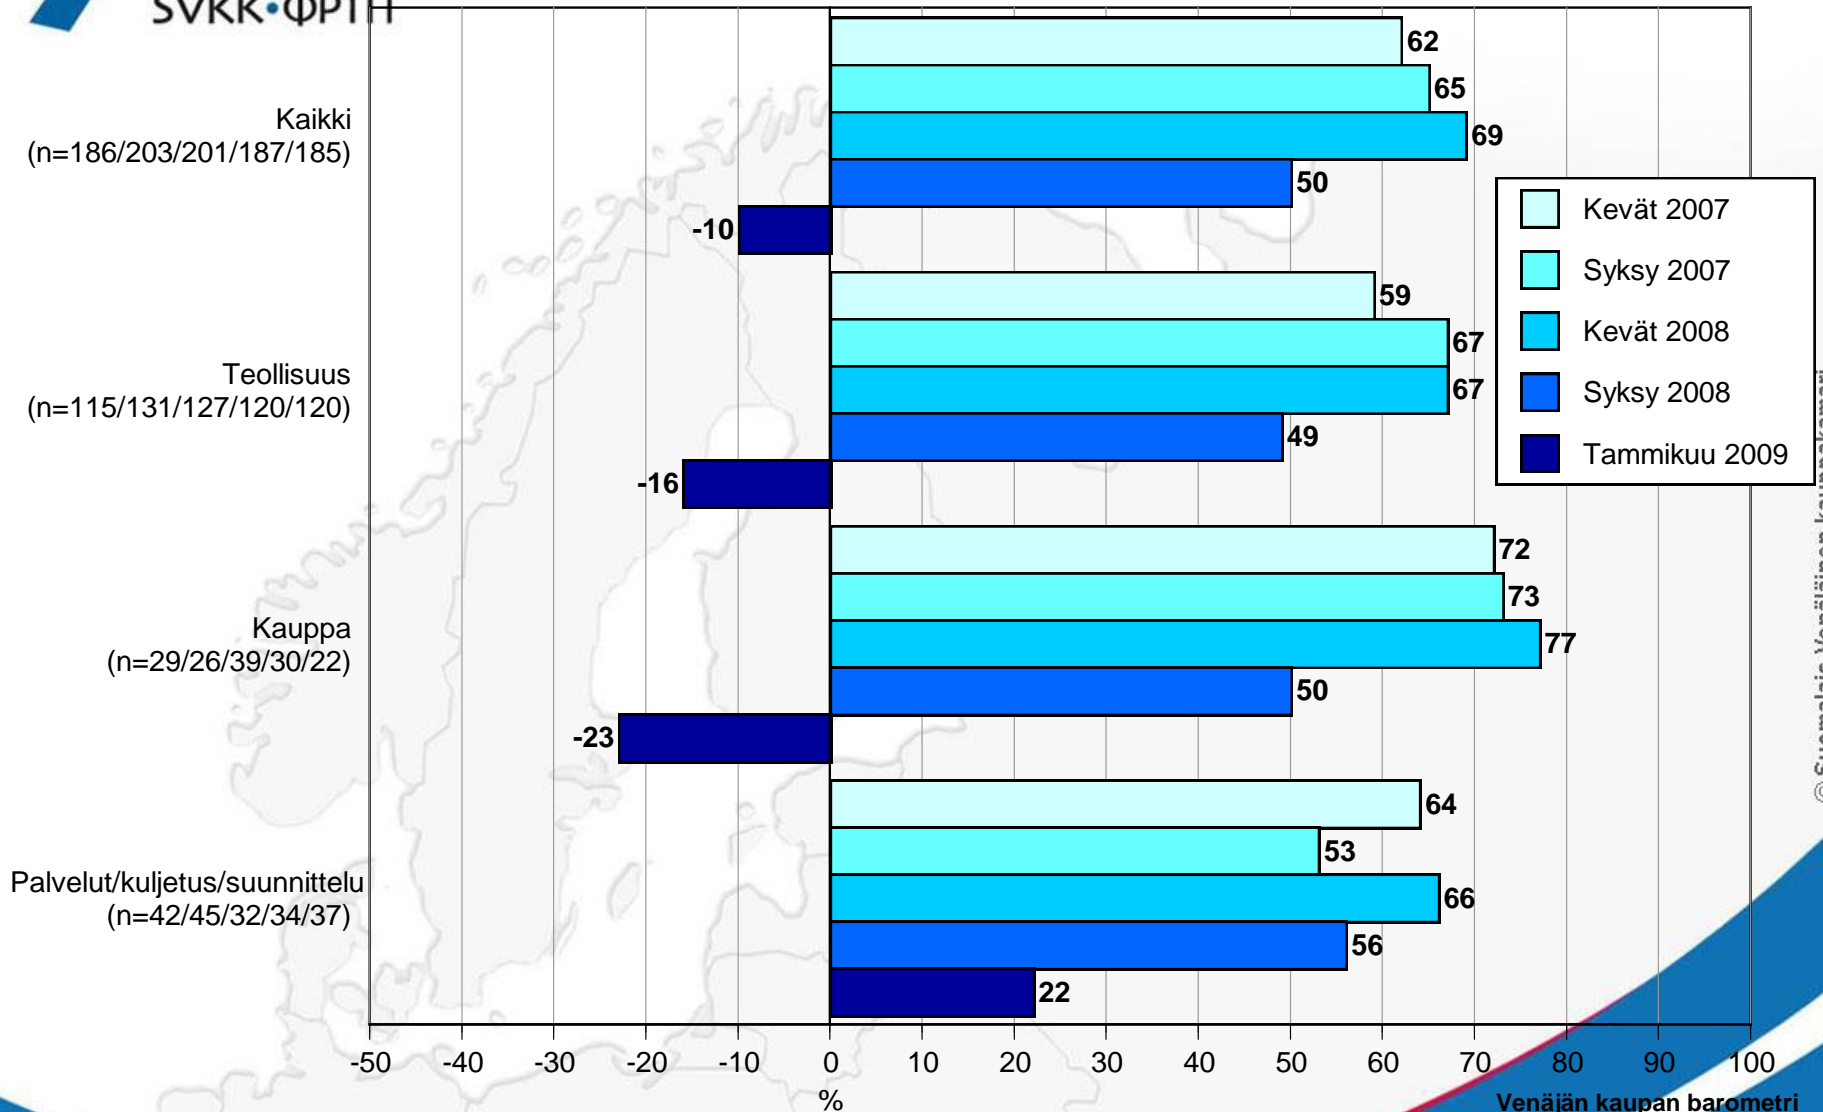 SVKK•ФРТП
Kaikki
(n=186/203/201/187/185)
62
65
69
50
-10
Teollisuus
(n=115/131/127/120/120)
59
67
67
49
-16
Kauppa
(n=29/26/39/30/22)
72
73
77
50
-23
Palvelut/kuljetus/suunnittelu
(n=42/45/32/34/37)
64
53
66
56
22
Kevät 2007
Syksy 2007
Kevät 2008
Syksy 2008
Tammikuu 2009
-50 -40 -30 -20 -10 0 10 20 30 40 50 60 70 80 90 100
%
©Suomalais-Venäläinen kauppakamari
Venäjän kaupan barometri